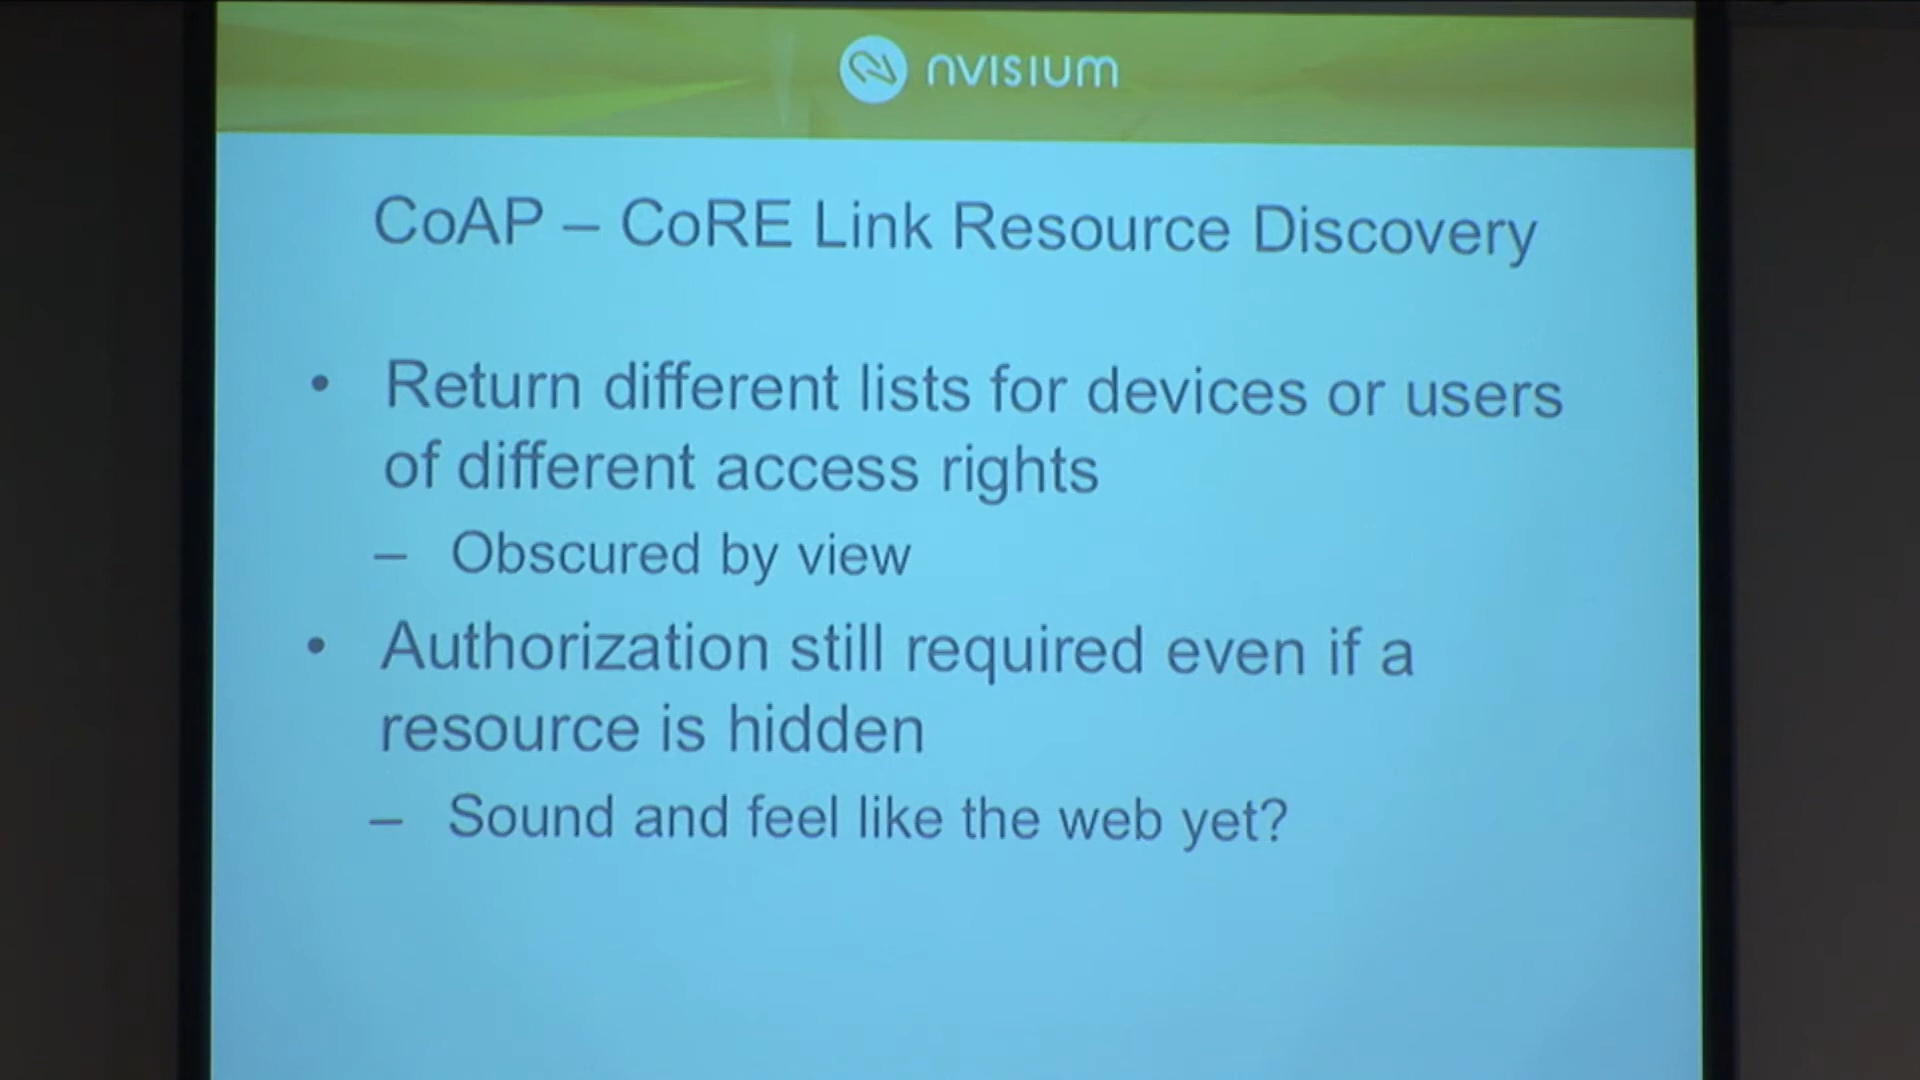 nVISIUM
CoAP – CoRE Link Resource Discovery
• Return different lists for devices or users
of different access rights
– Obscured by view
• Authorization still required even if a
resource is hidden
– Sound and feel like the web yet?